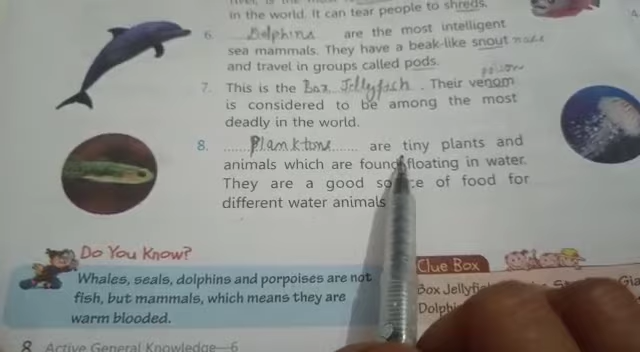 in the world. It can tear people to shreds.
6. Dolphins are the most intelligent
sea mammals. They have a beak-like snout nose
and travel in groups called pods.
poison
7. This is the Box Jellyfish. Their venom
is considered to be among the most
deadly in the world.
8. Planktons are tiny plants and
animals which are found floating in water.
They are a good of food for
different water animals
Do You Know?
Whales, seals, dolphins and porpoises are not
fish, but mammals, which means they are
warm blooded.
Clue Box
Box Jellyfi
Dolphi
Gia
8 Active General Knowledge—6